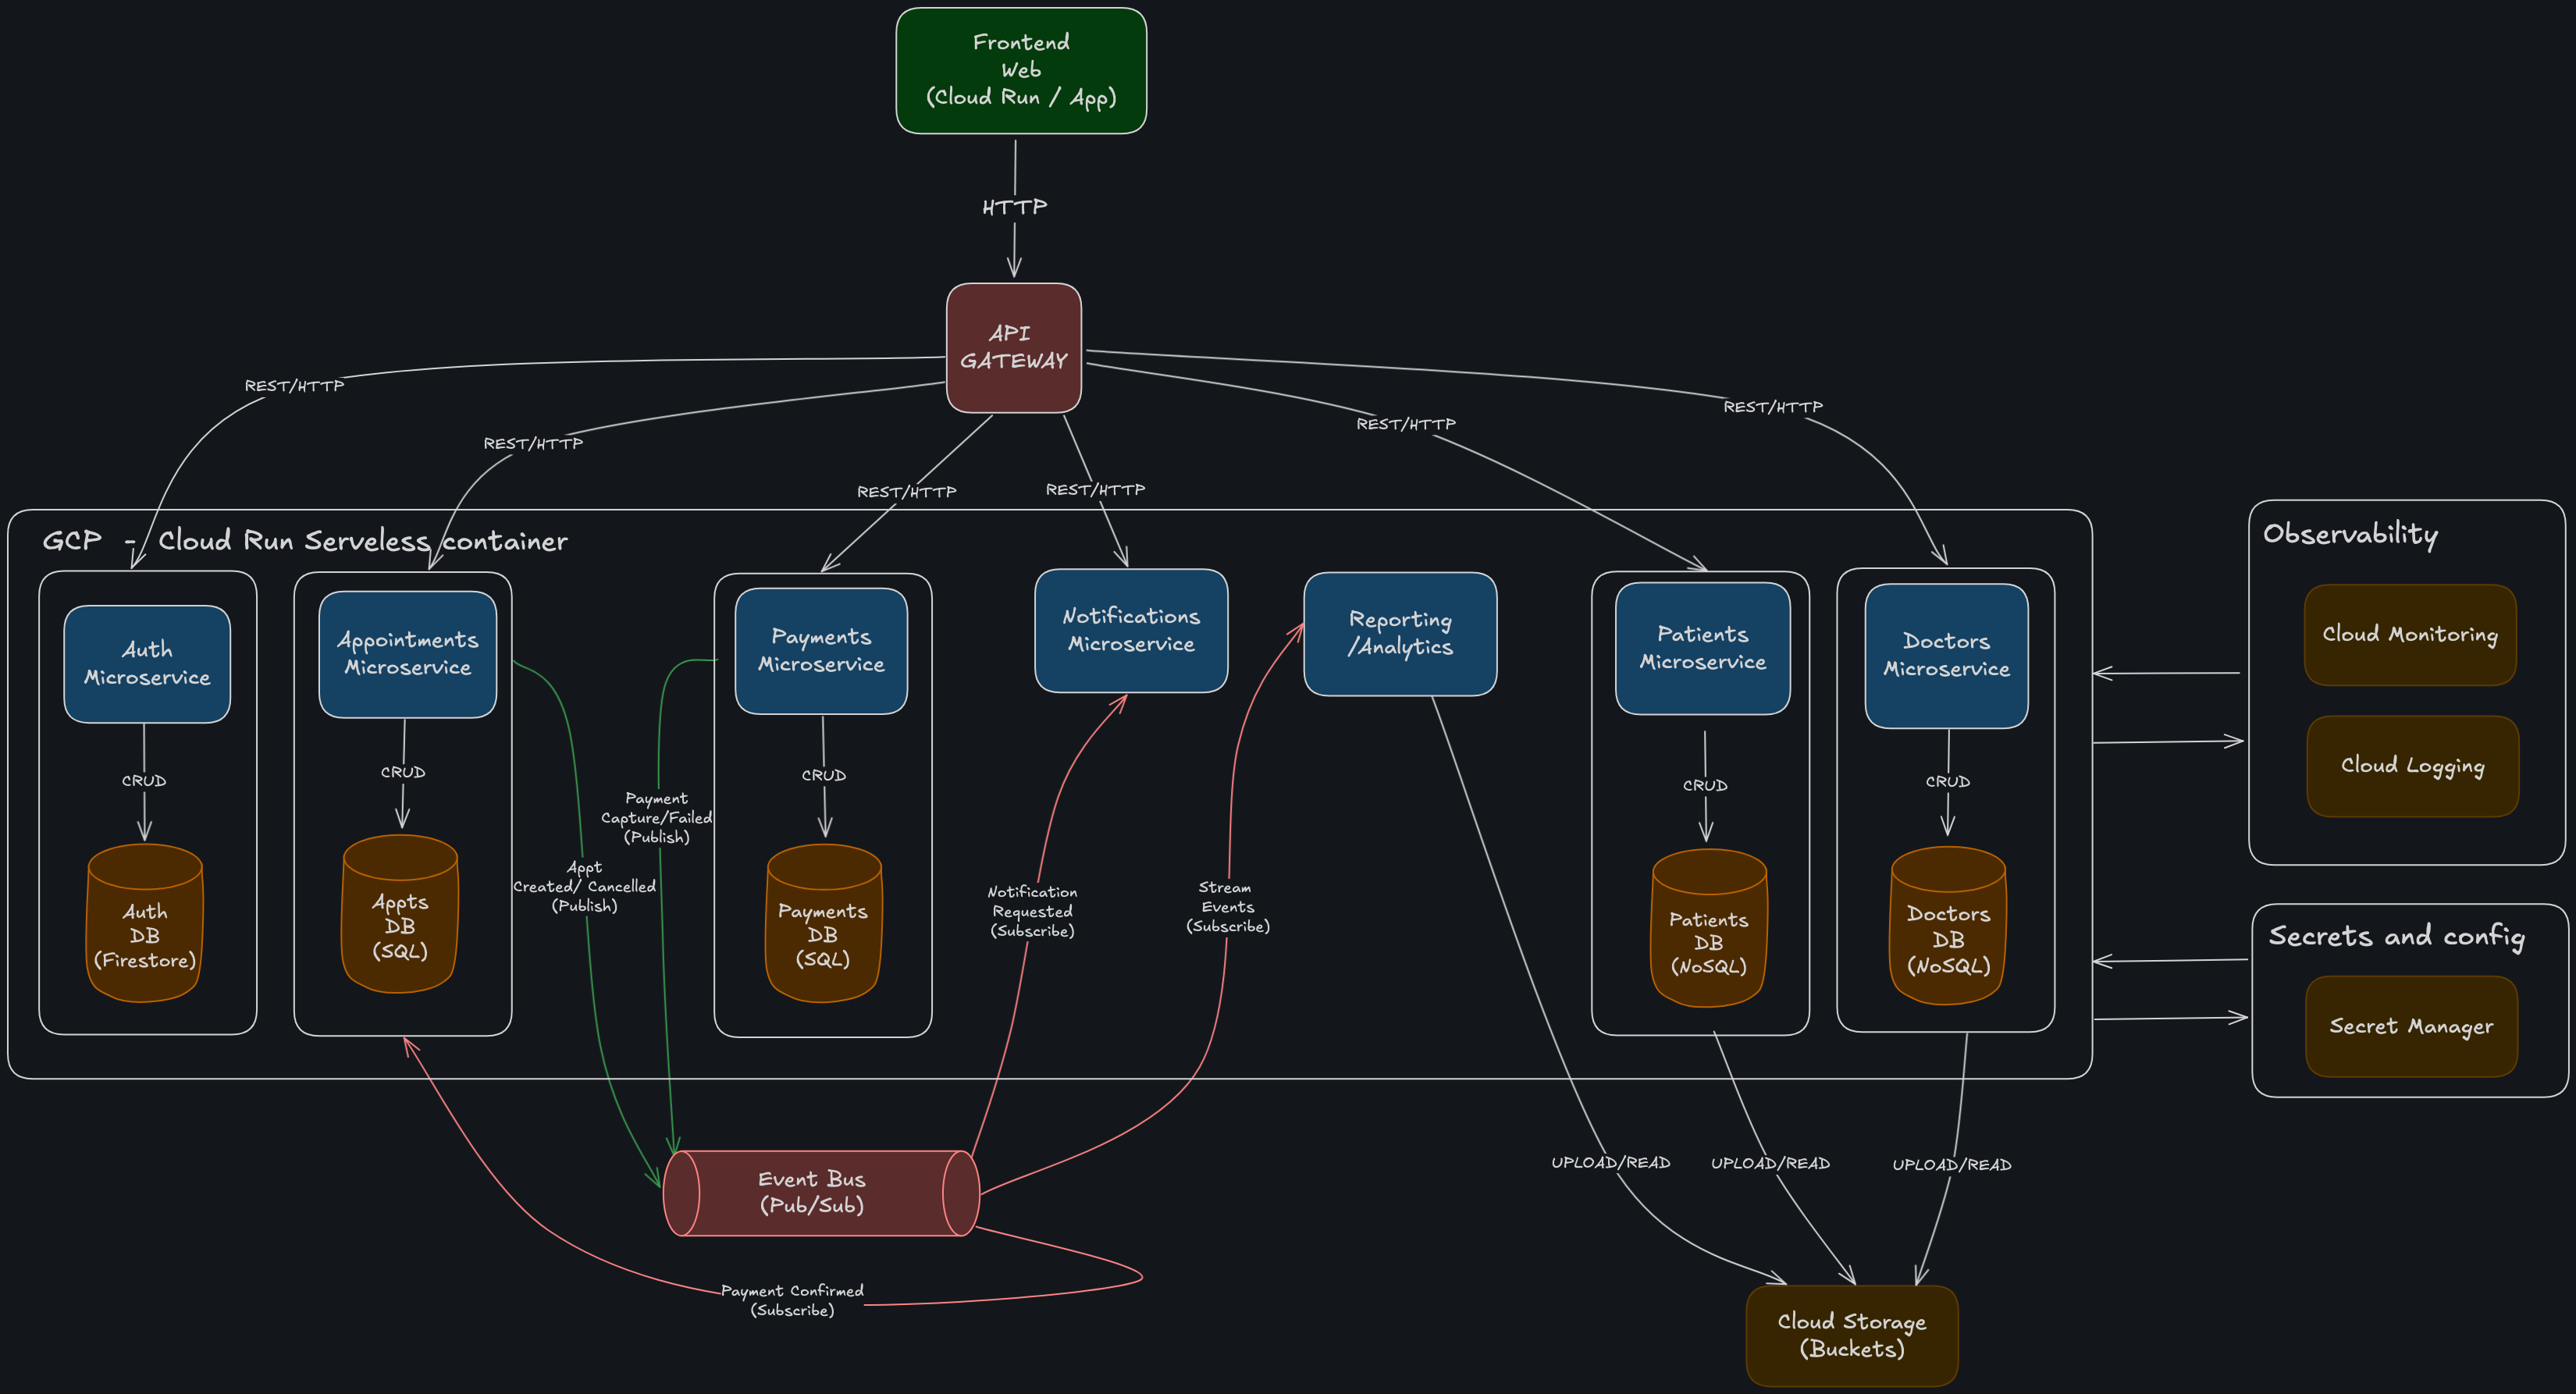 Frontend
Web
(Cloud Run / App)
HTTP
API
GATEWAY
REST/HTTP
REST/HTTP
REST/HTTP
REST/HTTP
REST/HTTP
REST/HTTP
GCP - Cloud Run Serveless container
Auth
Microservice
CRUD
Auth
DB
(Firestore)
Appointments
Microservice
CRUD
Appts
DB
(SQL)
Appt
Created/ Cancelled
(Publish)
Payment
Capture/Failed
(Publish)
Payments
Microservice
CRUD
Payments
DB
(SQL)
Notifications
Microservice
Notification
Requested
(Subscribe)
Reporting
/Analytics
Stream
Events
(Subscribe)
Patients
Microservice
CRUD
Patients
DB
(NoSQL)
Doctors
Microservice
CRUD
Doctors
DB
(NoSQL)
Observability
Cloud Monitoring
Cloud Logging
Secrets and config
Secret Manager
Event Bus
(Pub/Sub)
Payment Confirmed
(Subscribe)
UPLOAD/READ
UPLOAD/READ
UPLOAD/READ
Cloud Storage
(Buckets)